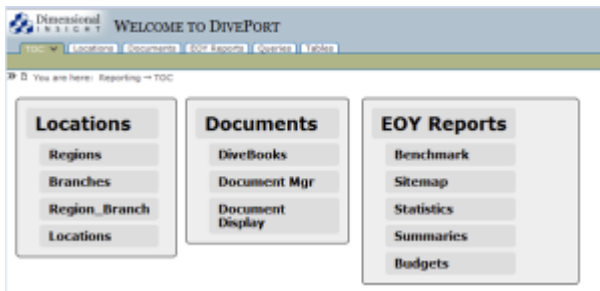 Dimensional
INSIGHT
WELCOME TO DIVEPORT
TOC
Locations
Documents
EOY Reports
Queries
Tables
You are here: Reporting → TOC
Locations
Regions
Branches
Region_Branch
Locations
Documents
DiveBooks
Document Mgr
Document
Display
EOY Reports
Benchmark
Sitemap
Statistics
Summaries
Budgets